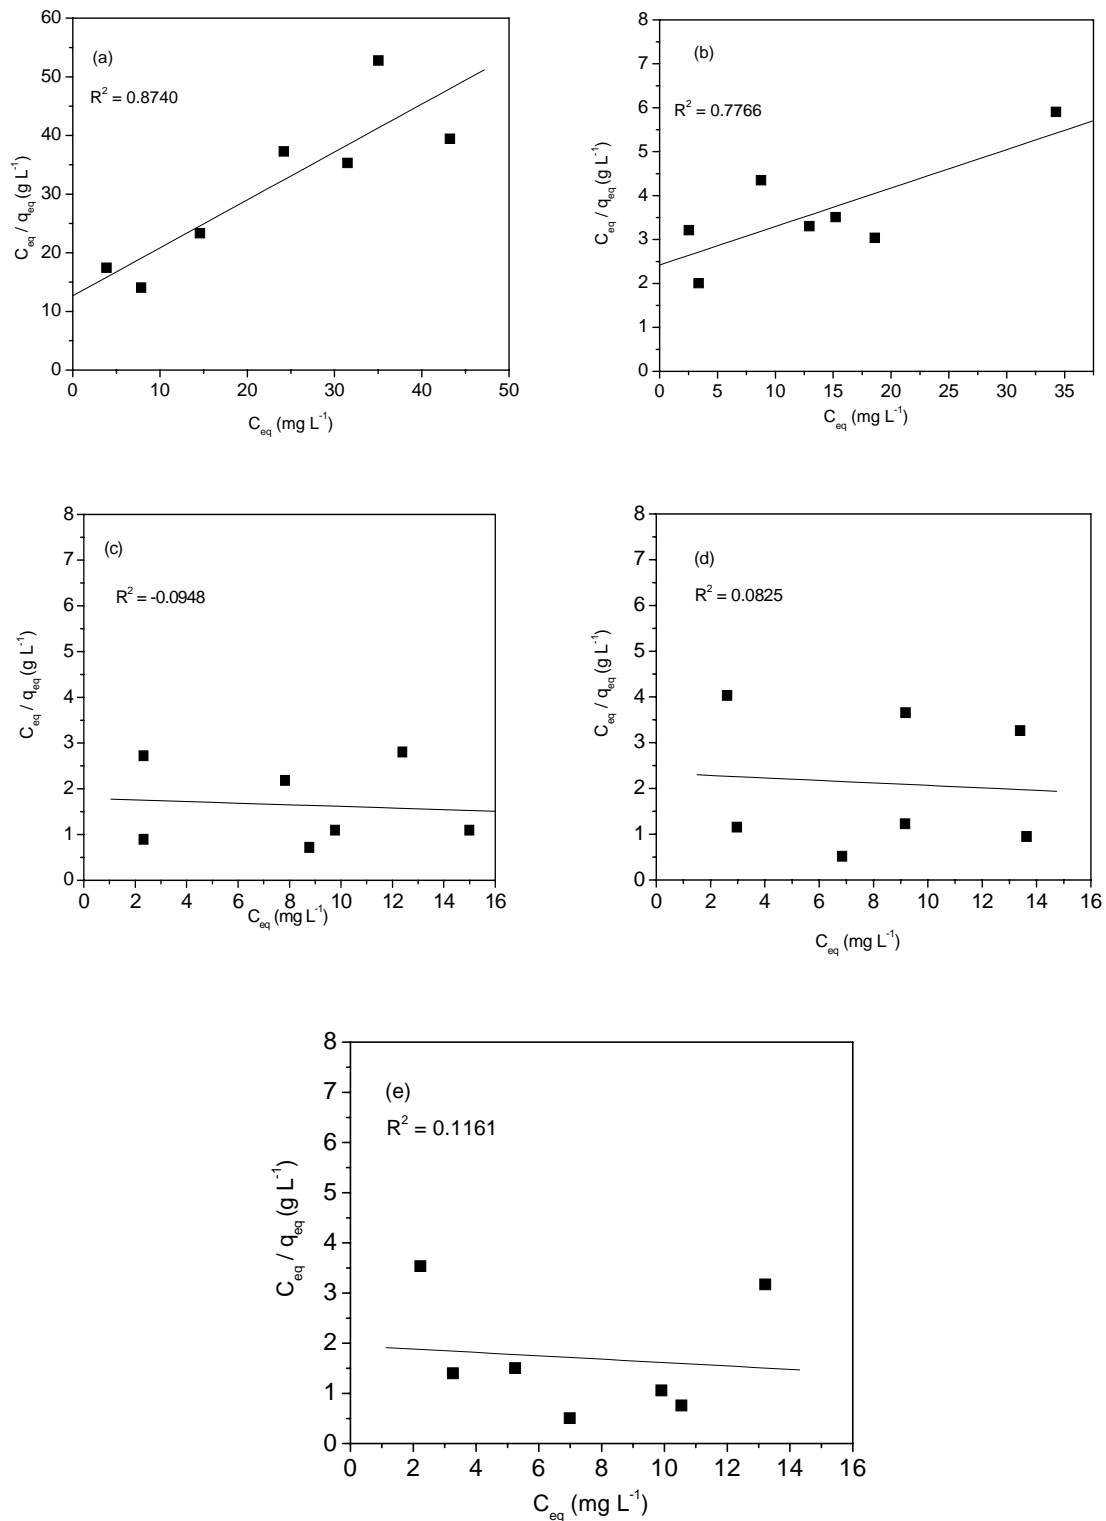 (a)
R² = 0.8740
C_eq / q_eq (g L⁻¹)
60
50
40
30
20
10
0
0 10 20 30 40 50
C_eq (mg L⁻¹)
(b)
R² = 0.7766
C_eq / q_eq (g L⁻¹)
8
7
6
5
4
3
2
1
0
0 5 10 15 20 25 30 35
C_eq (mg L⁻¹)
(c)
R² = -0.0948
C_eq / q_eq (g L⁻¹)
8
7
6
5
4
3
2
1
0
0 2 4 6 8 10 12 14 16
C_eq (mg L⁻¹)
(d)
R² = 0.0825
C_eq / q_eq (g L⁻¹)
8
7
6
5
4
3
2
1
0
0 2 4 6 8 10 12 14 16
C_eq (mg L⁻¹)
(e)
R² = 0.1161
C_eq / q_eq (g L⁻¹)
8
7
6
5
4
3
2
1
0
0 2 4 6 8 10 12 14 16
C_eq (mg L⁻¹)